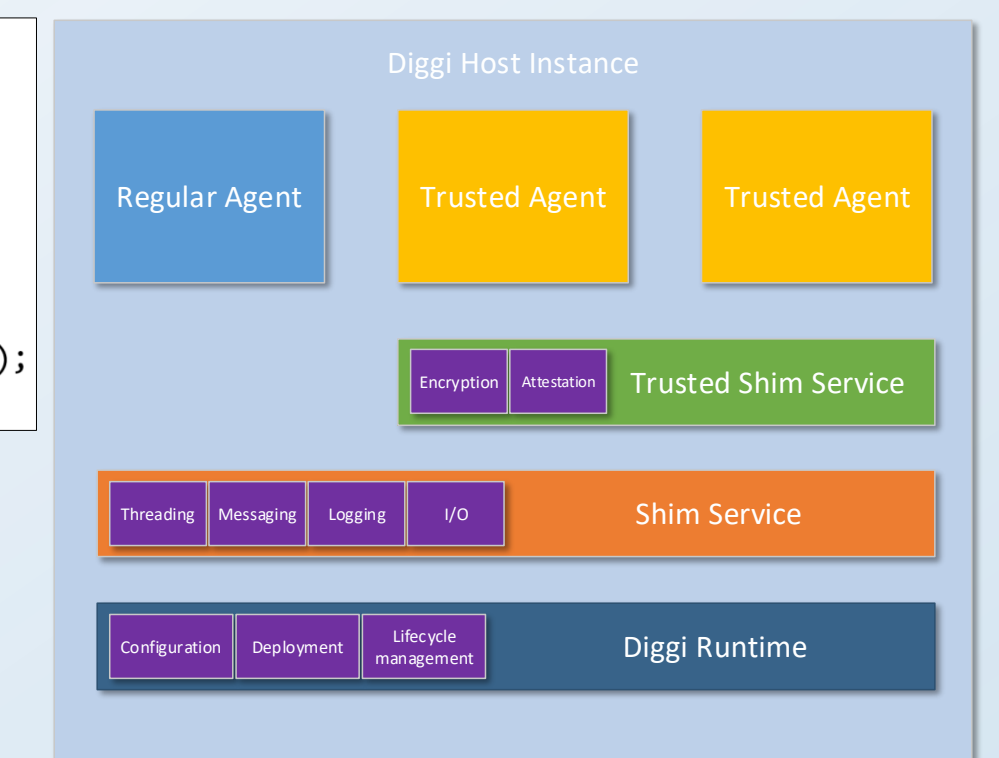 Diggi Host Instance
Regular Agent
Trusted Agent
Trusted Agent
);
Encryption
Attestation
Trusted Shim Service
Threading
Messaging
Logging
I/O
Shim Service
Configuration
Deployment
Lifecycle
management
Diggi Runtime